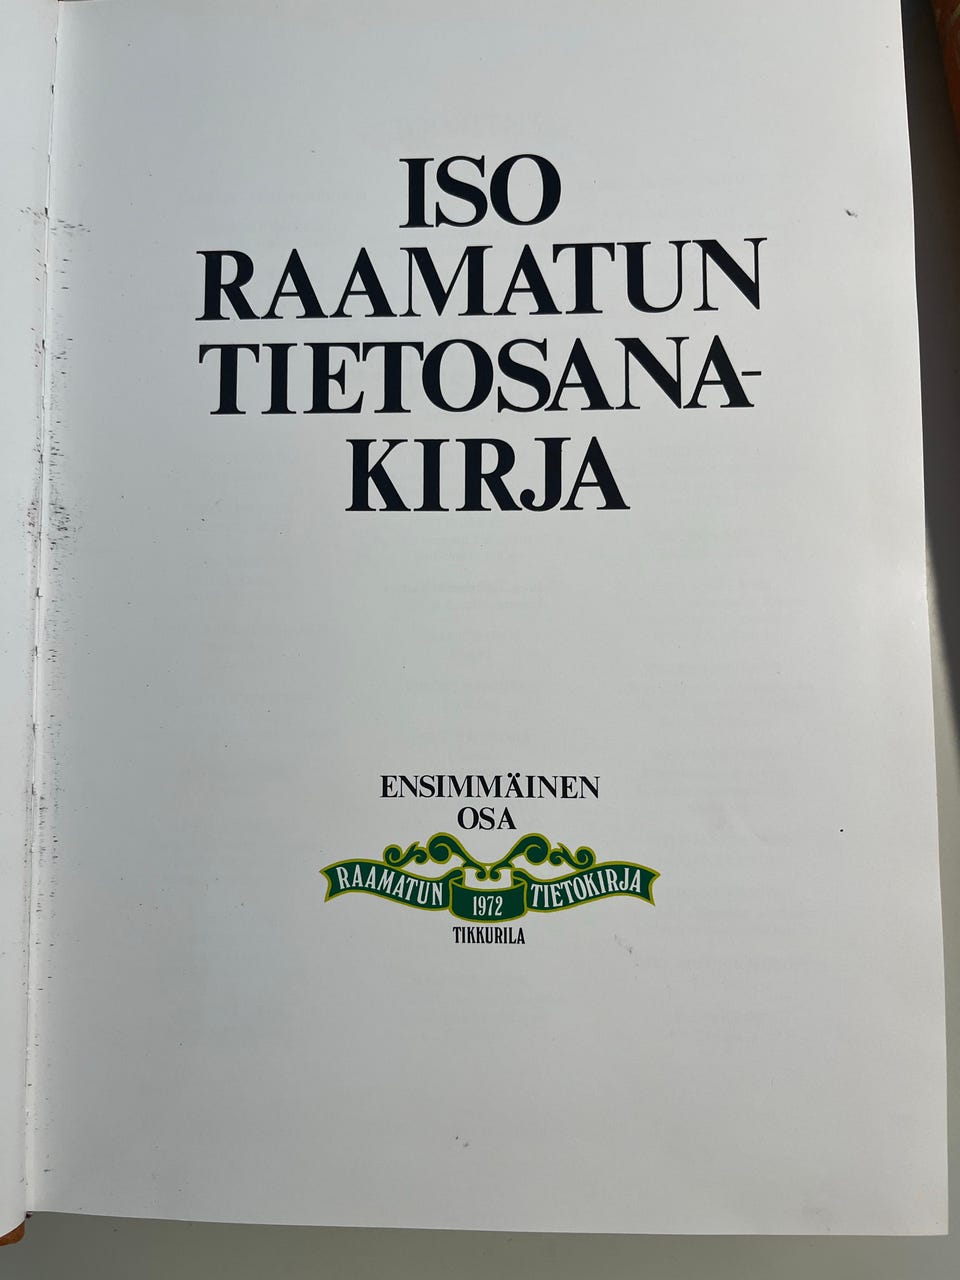 ISO
RAAMATUN
TIETOSANA-
KIRJA
ENSIMMÄINEN
OSA
RAAMATUN 1972 TIETOKIRJA
TIKKURILA